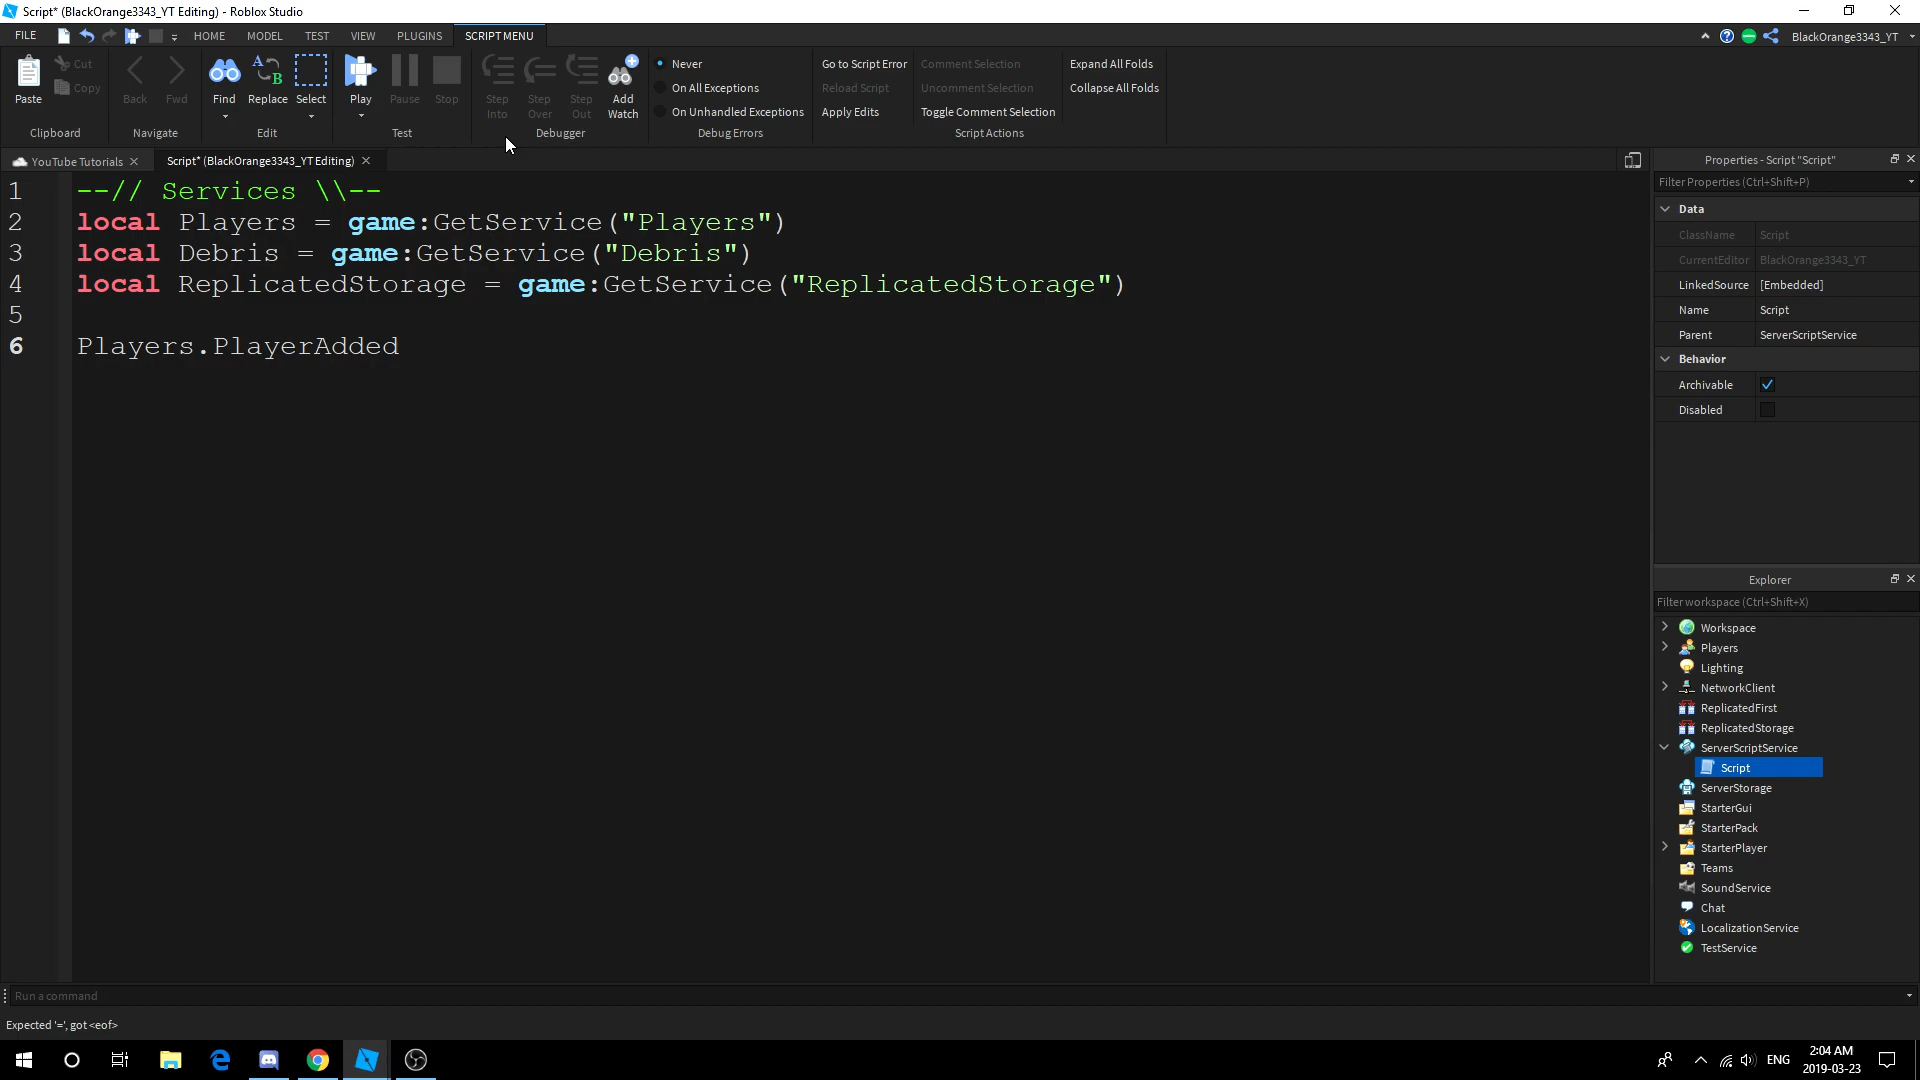 Script* (BlackOrange3343_YT Editing) - Roblox Studio
FILE HOME MODEL TEST VIEW PLUGINS SCRIPT MENU BlackOrange3343_YT
Paste Cut Copy Clipboard
Back Fwd Navigate
Find Replace Select Edit
Play Pause Stop Test
Step Into Step Over Step Out Add Watch Debugger
Never
On All Exceptions
On Unhandled Exceptions
Debug Errors
Go to Script Error Comment Selection
Reload Script Uncomment Selection
Apply Edits Toggle Comment Selection
Script Actions
Expand All Folds
Collapse All Folds
YouTube Tutorials Script* (BlackOrange3343_YT Editing)
1 --// Services \\--
2 local Players = game:GetService("Players")
3 local Debris = game:GetService("Debris")
4 local ReplicatedStorage = game:GetService("ReplicatedStorage")
5
6 Players.PlayerAdded
Properties - Script "Script"
Filter Properties (Ctrl+Shift+P)
Data
ClassName Script
CurrentEditor BlackOrange3343_YT
LinkedSource [Embedded]
Name Script
Parent ServerScriptService
Behavior
Archivable
Disabled
Explorer
Filter workspace (Ctrl+Shift+X)
Workspace
Players
Lighting
NetworkClient
ReplicatedFirst
ReplicatedStorage
ServerScriptService
Script
ServerStorage
StarterGui
StarterPack
StarterPlayer
Teams
SoundService
Chat
LocalizationService
TestService
Run a command
Expected '=', got <eof>
ENG
2:04 AM
2019-03-23